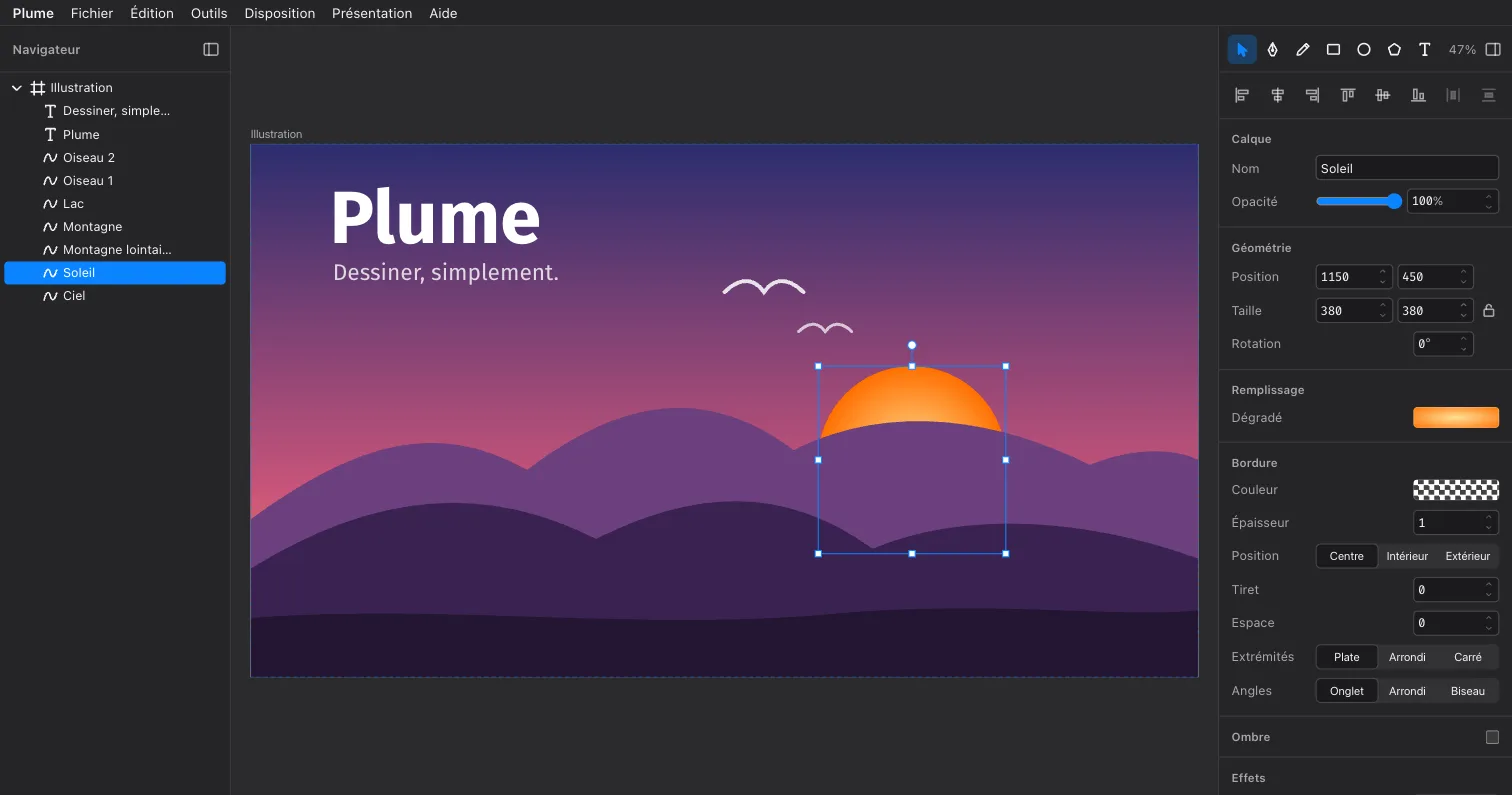 Plume Fichier Édition Outils Disposition Présentation Aide
Navigateur
Illustration
Dessiner, simple...
Plume
Oiseau 2
Oiseau 1
Lac
Montagne
Montagne lointai...
Soleil
Ciel
Illustration
Plume
Dessiner, simplement.
47%
Calque
Nom Soleil
Opacité 100%
Géométrie
Position 1150 450
Taille 380 380
Rotation 0°
Remplissage
Dégradé
Bordure
Couleur
Épaisseur 1
Position Centre Intérieur Extérieur
Tiret 0
Espace 0
Extrémités Plate Arrondi Carré
Angles Onglet Arrondi Biseau
Ombre
Effets